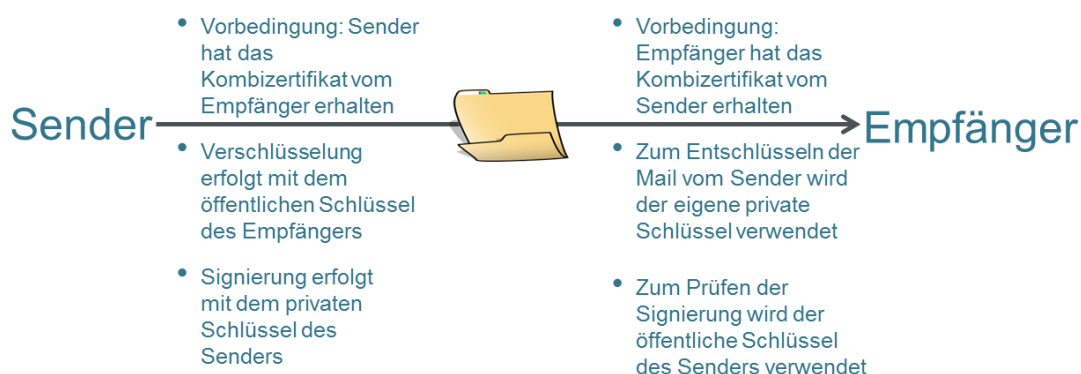 Sender
• Vorbedingung: Sender
hat das
Kombizertifikat vom
Empfänger erhalten
• Verschlüsselung
erfolgt mit dem
öffentlichen Schlüssel
des Empfängers
• Signierung erfolgt
mit dem privaten
Schlüssel des
Senders
• Vorbedingung:
Empfänger hat das
Kombizertifikat vom
Sender erhalten
• Zum Entschlüsseln der
Mail vom Sender wird
der eigene private
Schlüssel verwendet
• Zum Prüfen der
Signierung wird der
öffentliche Schlüssel
des Senders verwendet
Empfänger